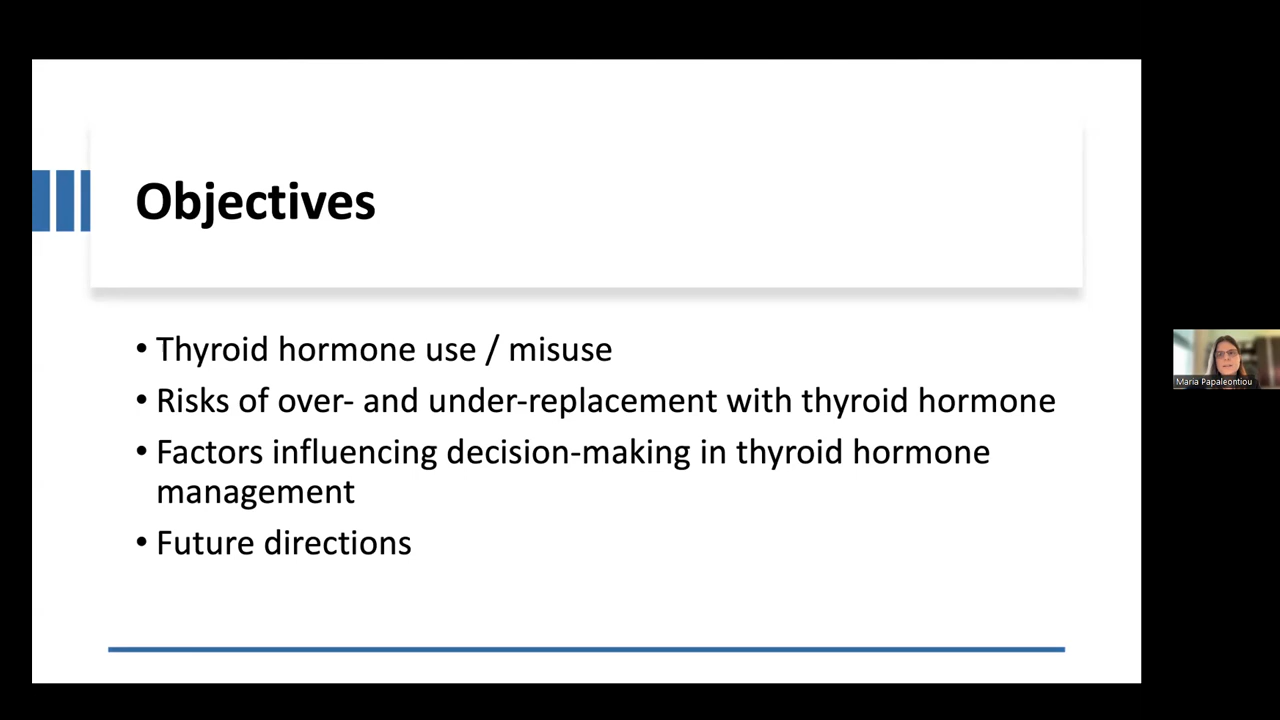 Objectives
• Thyroid hormone use / misuse
• Risks of over- and under-replacement with thyroid hormone
• Factors influencing decision-making in thyroid hormone
management
• Future directions
Maria Papaleontiou